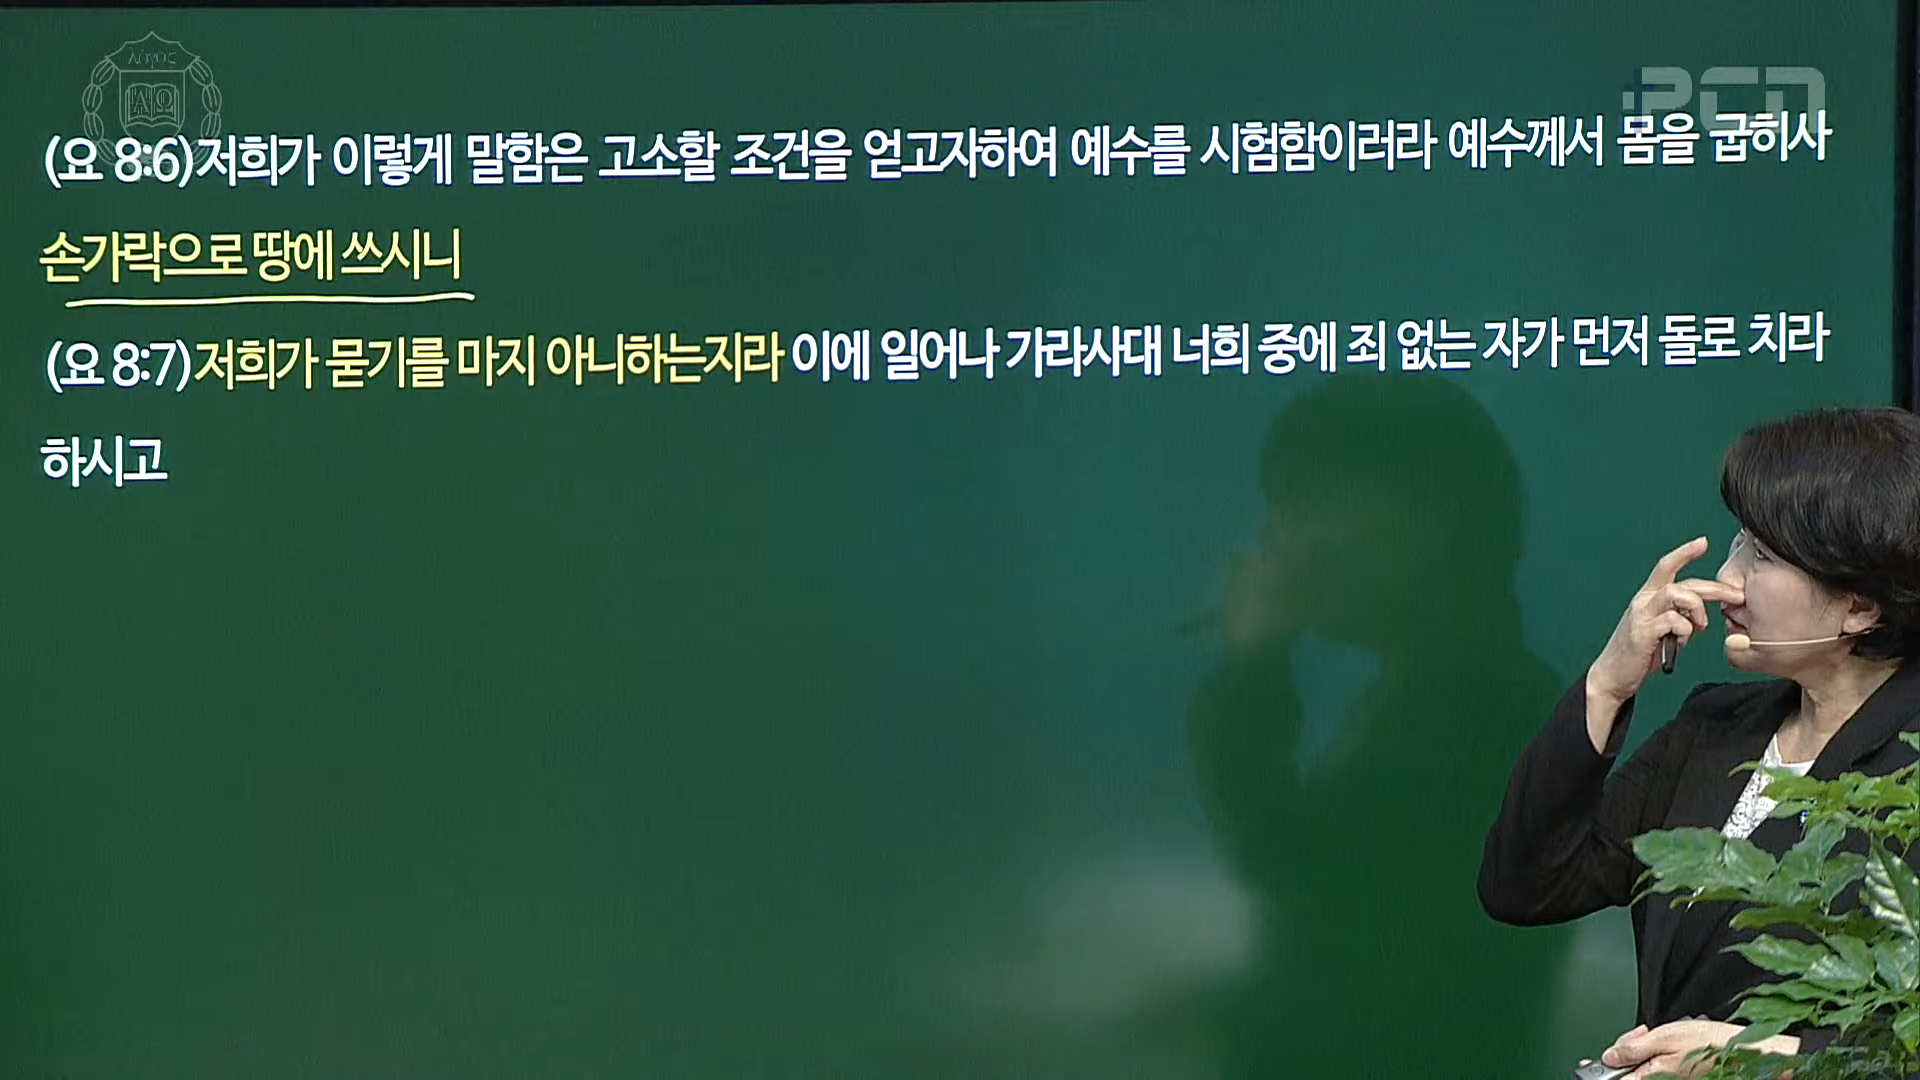 λόγος
ΑΩ
PCN
(요 8:6)저희가 이렇게 말함은 고소할 조건을 얻고자하여 예수를 시험함이러라 예수께서 몸을 굽히사
손가락으로 땅에 쓰시니
(요 8:7)저희가 묻기를 마지 아니하는지라 이에 일어나 가라사대 너희 중에 죄 없는 자가 먼저 돌로 치라
하시고